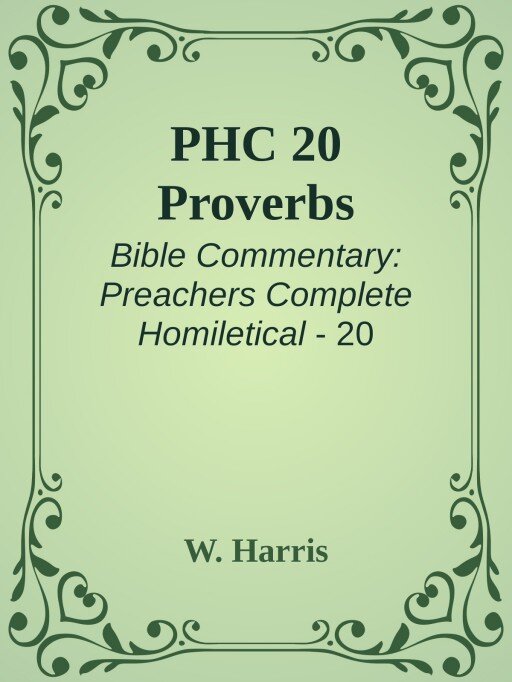 PHC 20
Proverbs
Bible Commentary:
Preachers Complete
Homiletical - 20
W. Harris